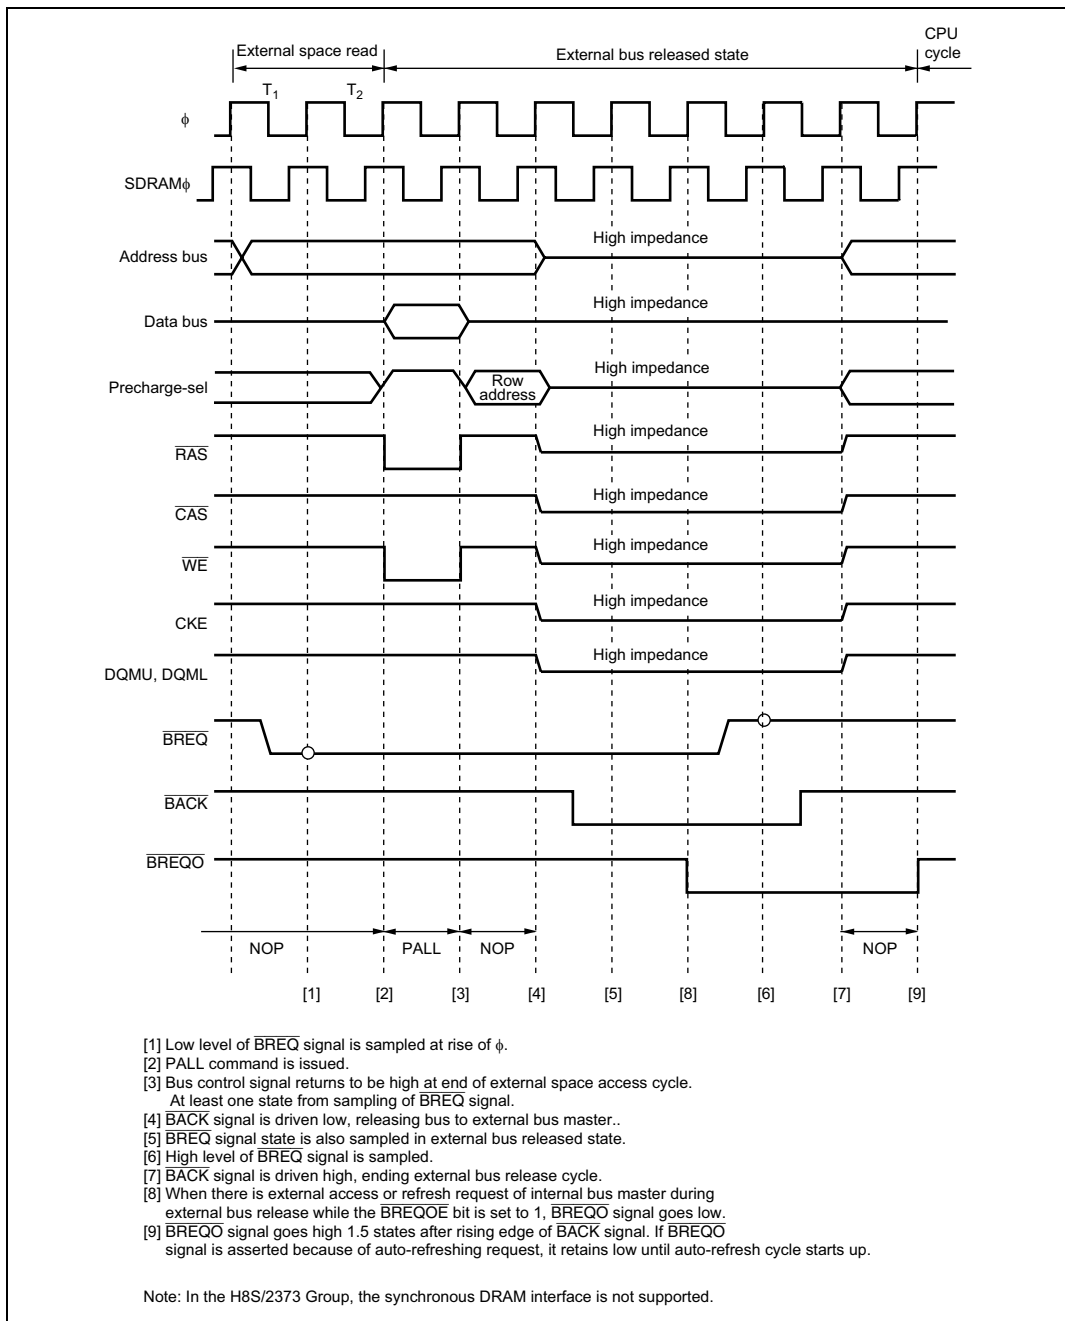 External space read
External bus released state
CPU
cycle
T1
T2
ϕ
SDRAMϕ
Address bus
High impedance
Data bus
High impedance
Precharge-sel
Row
address
High impedance
RAS
High impedance
CAS
High impedance
WE
High impedance
CKE
High impedance
DQMU, DQML
High impedance
BREQ
BACK
BREQO
NOP
PALL
NOP
NOP
[1]
[2]
[3]
[4]
[5]
[8]
[6]
[7]
[9]
[1] Low level of BREQ signal is sampled at rise of ϕ.
[2] PALL command is issued.
[3] Bus control signal returns to be high at end of external space access cycle.
At least one state from sampling of BREQ signal.
[4] BACK signal is driven low, releasing bus to external bus master..
[5] BREQ signal state is also sampled in external bus released state.
[6] High level of BREQ signal is sampled.
[7] BACK signal is driven high, ending external bus release cycle.
[8] When there is external access or refresh request of internal bus master during
external bus release while the BREQOE bit is set to 1, BREQO signal goes low.
[9] BREQO signal goes high 1.5 states after rising edge of BACK signal. If BREQO
signal is asserted because of auto-refreshing request, it retains low until auto-refresh cycle starts up.
Note: In the H8S/2373 Group, the synchronous DRAM interface is not supported.